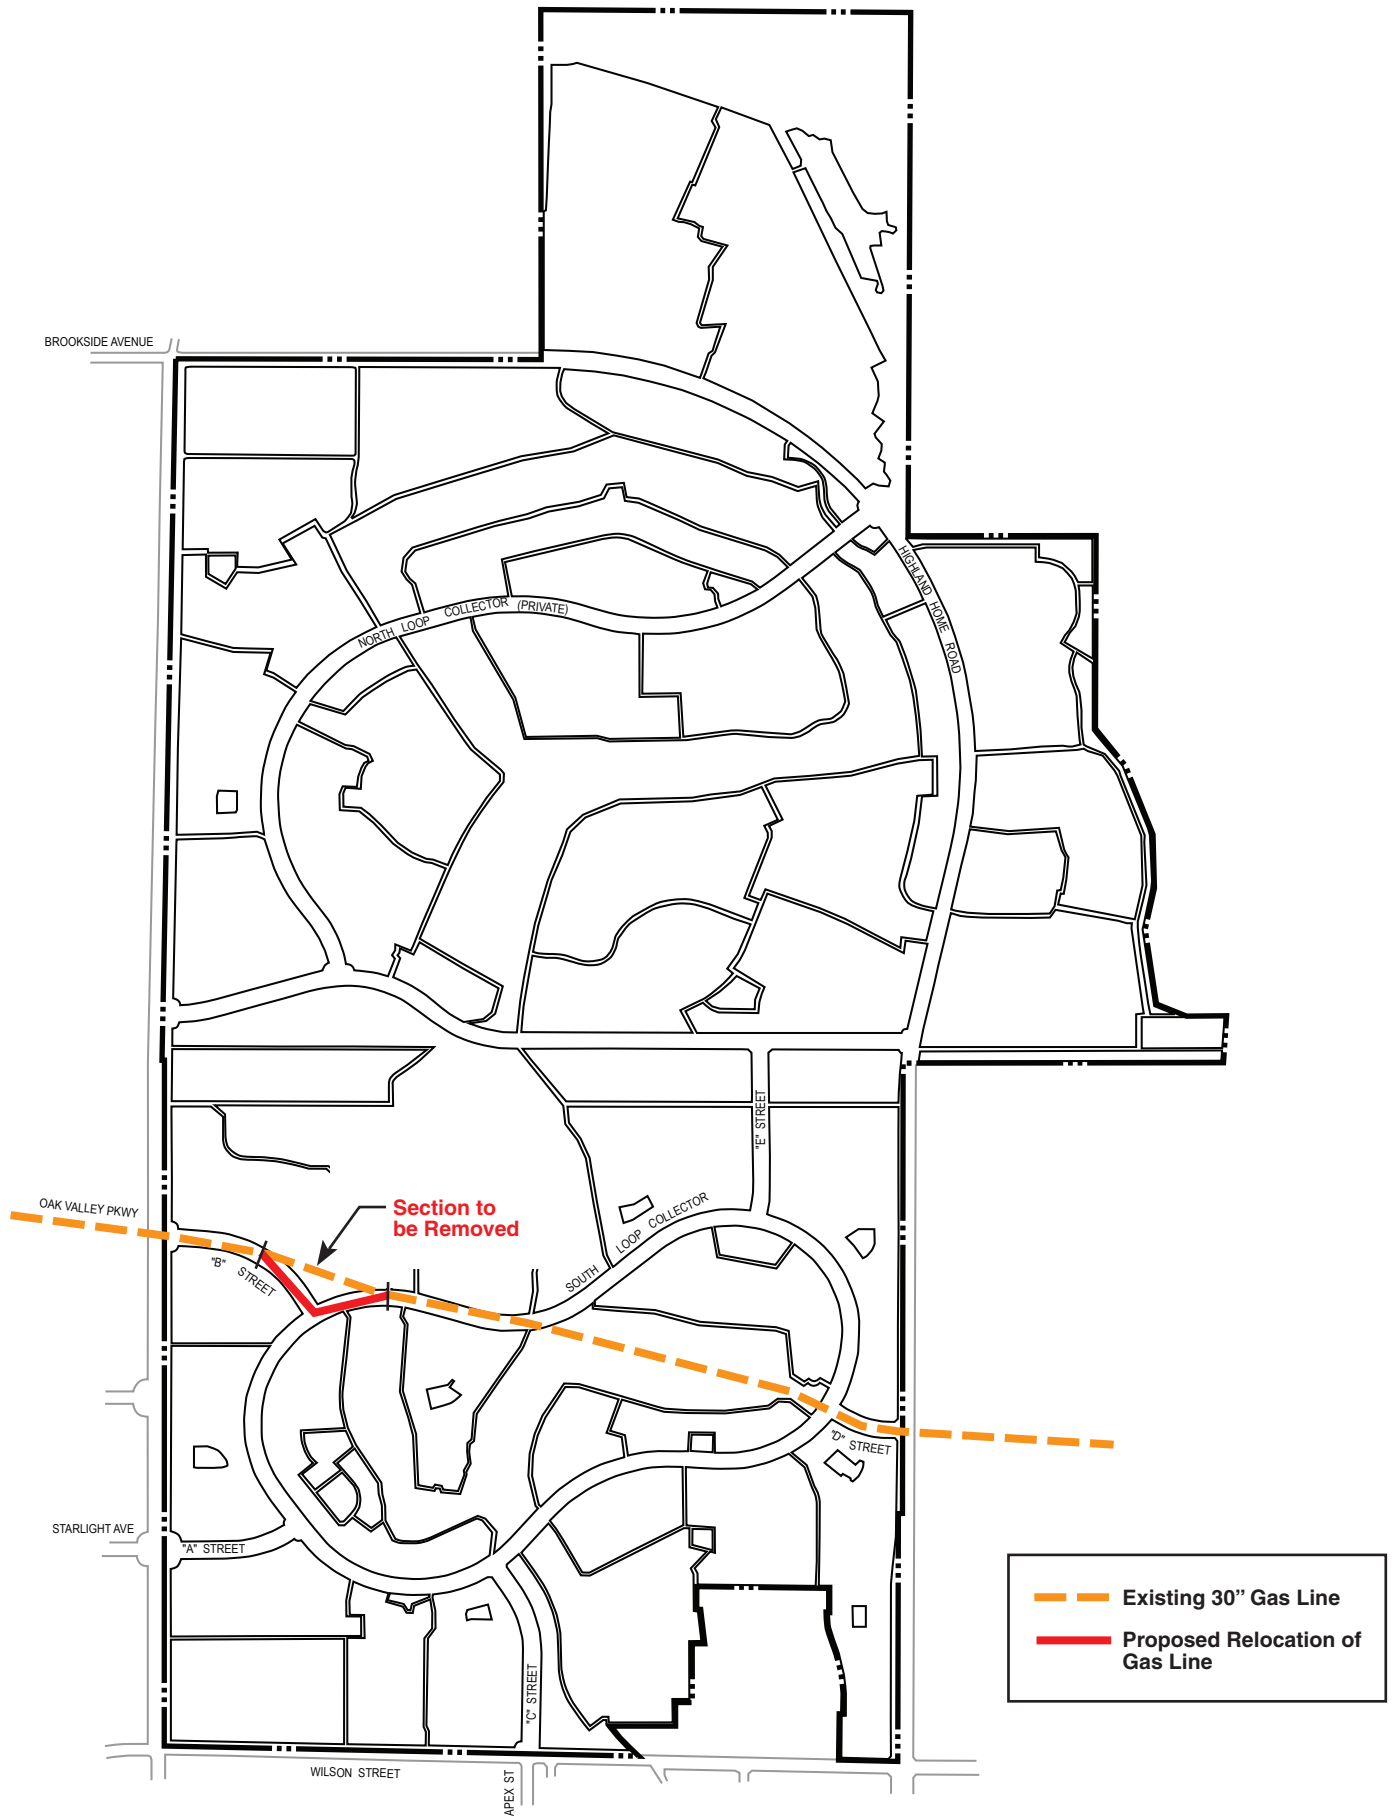 BROOKSIDE AVENUE
HIGHLAND HOME ROAD
NORTH LOOP COLLECTOR (PRIVATE)
"E" STREET
OAK VALLEY PKWY
Section to
be Removed
SOUTH LOOP COLLECTOR
"B" STREET
"D" STREET
STARLIGHT AVE
"A" STREET
"C" STREET
WILSON STREET
APEX ST
Existing 30” Gas Line
Proposed Relocation of
Gas Line